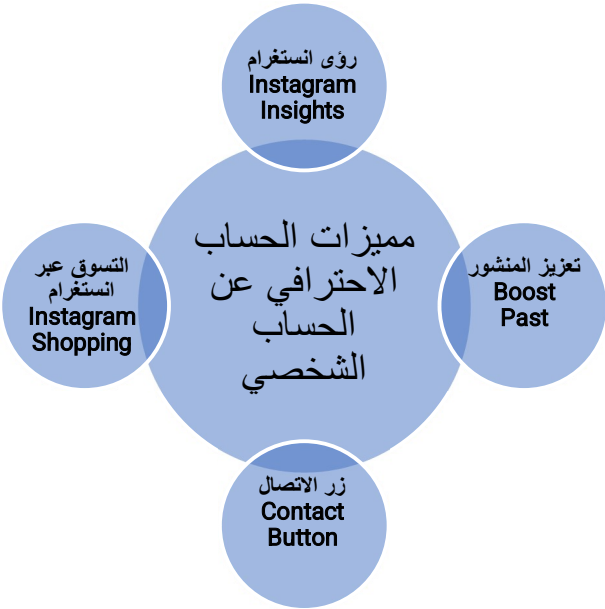 رؤى انستغرام
Instagram
Insights
مميزات الحساب
الاحترافي عن
الحساب
الشخصي
تعزيز المنشور
Boost
Past
التسوق عبر
انستغرام
Instagram
Shopping
زر الاتصال
Contact
Button